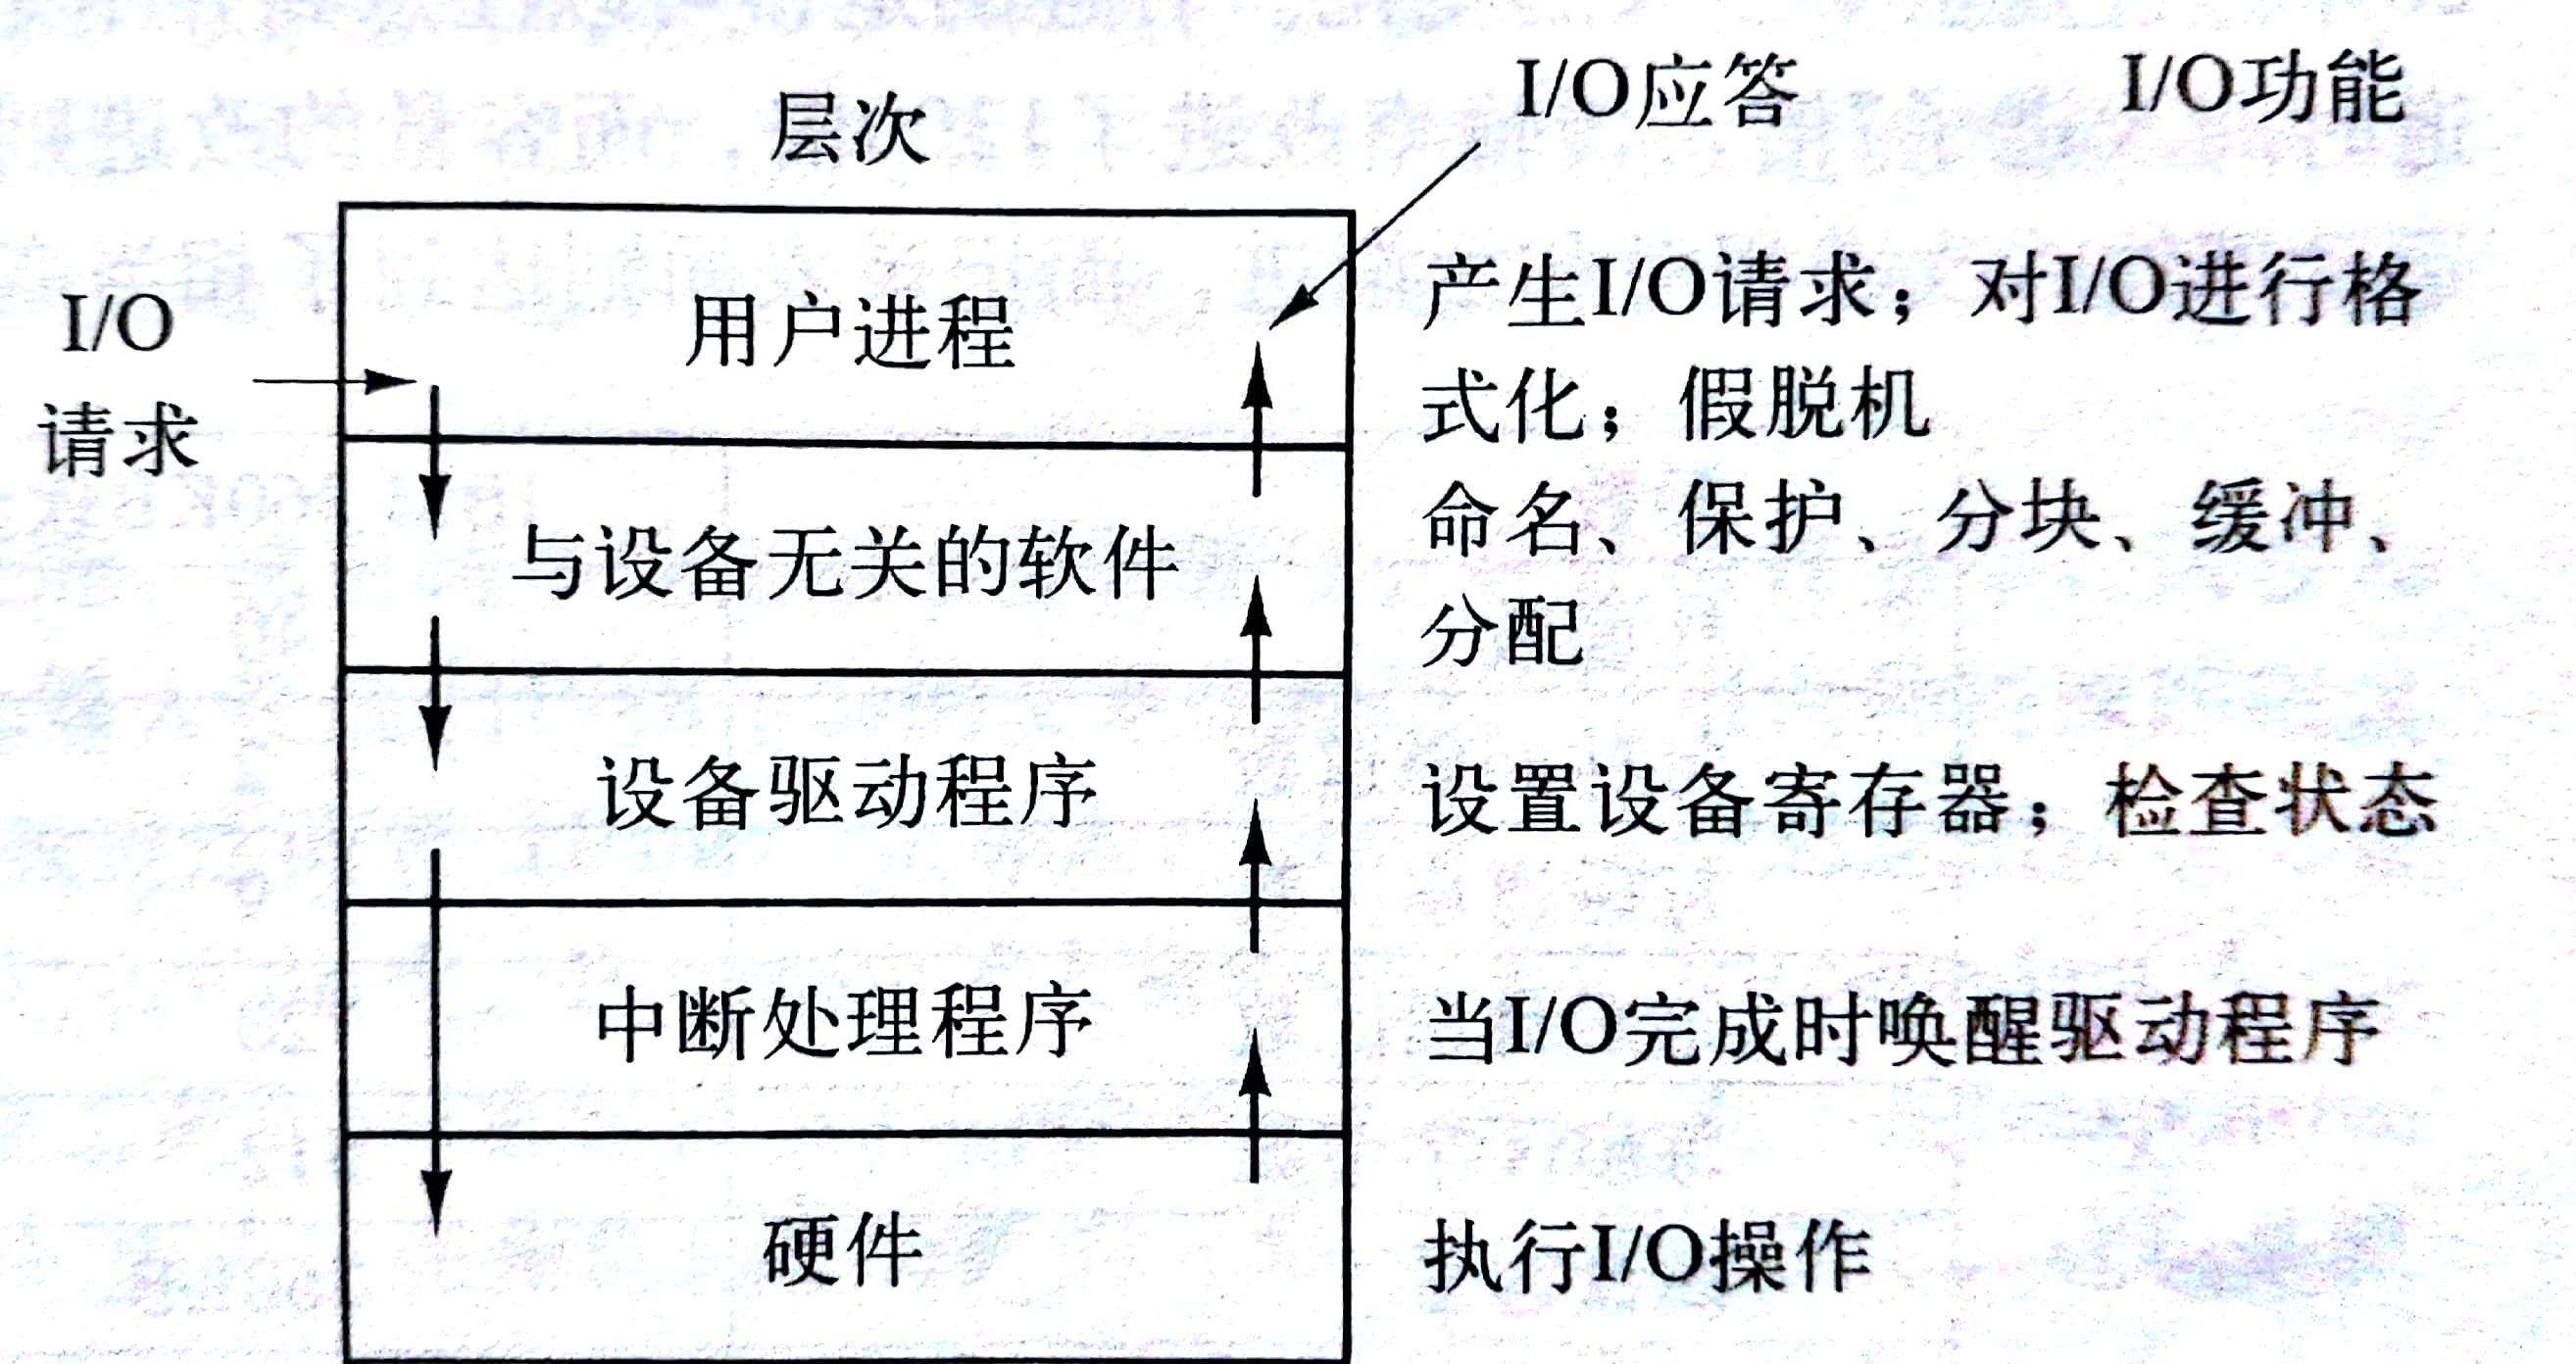 层次
I/O应答
I/O功能
I/O
请求
用户进程
产生I/O请求；对I/O进行格
式化；假脱机
与设备无关的软件
命名、保护、分块、缓冲、
分配
设备驱动程序
设置设备寄存器；检查状态
中断处理程序
当I/O完成时唤醒驱动程序
硬件
执行I/O操作